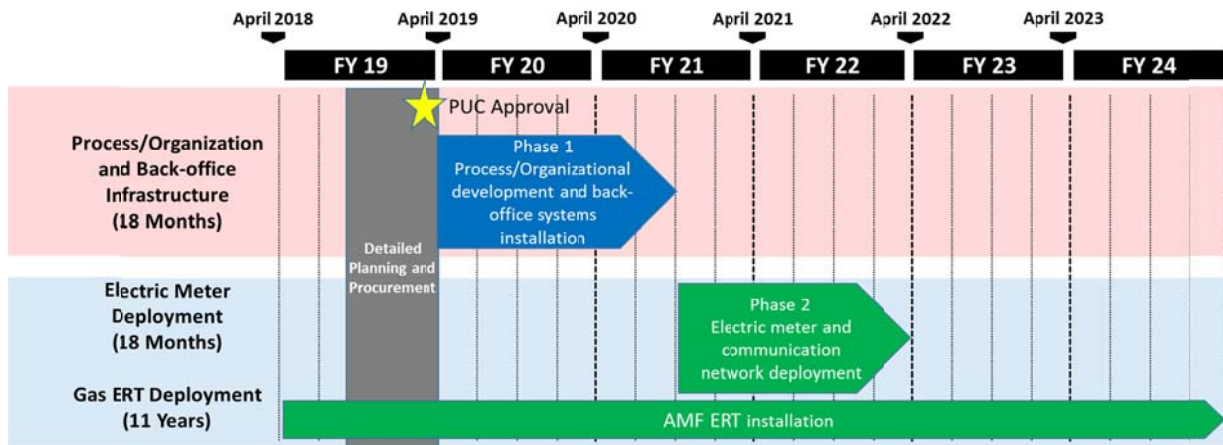 April 2018 April 2019 April 2020 April 2021 April 2022 April 2023
FY 19 FY 20 FY 21 FY 22 FY 23 FY 24
PUC Approval
Process/Organization
and Back-office
Infrastructure
(18 Months)
Phase 1
Process/Organizational
development and back-
office systems
installation
Detailed
Planning and
Procurement
Electric Meter
Deployment
(18 Months)
Phase 2
Electric meter and
communication
network deployment
Gas ERT Deployment
(11 Years)
AMF ERT installation